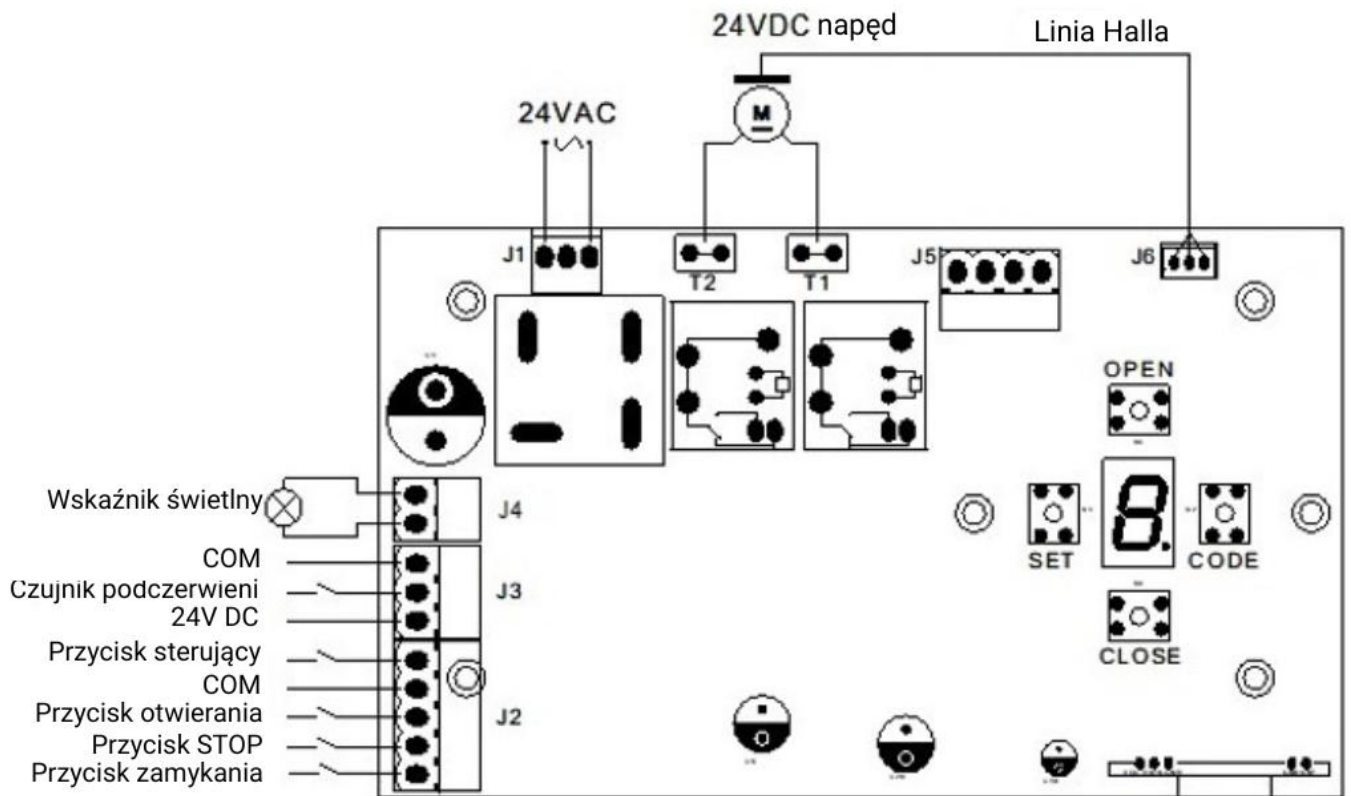 24VDC napęd
Linia Halla
24VAC
M
J1
T2
T1
J5
J6
OPEN
8.
SET
CODE
CLOSE
Wskaźnik świetlny
J4
COM
Czujnik podczerwieni
24V DC
J3
Przycisk sterujący
COM
Przycisk otwierania
Przycisk STOP
Przycisk zamykania
J2